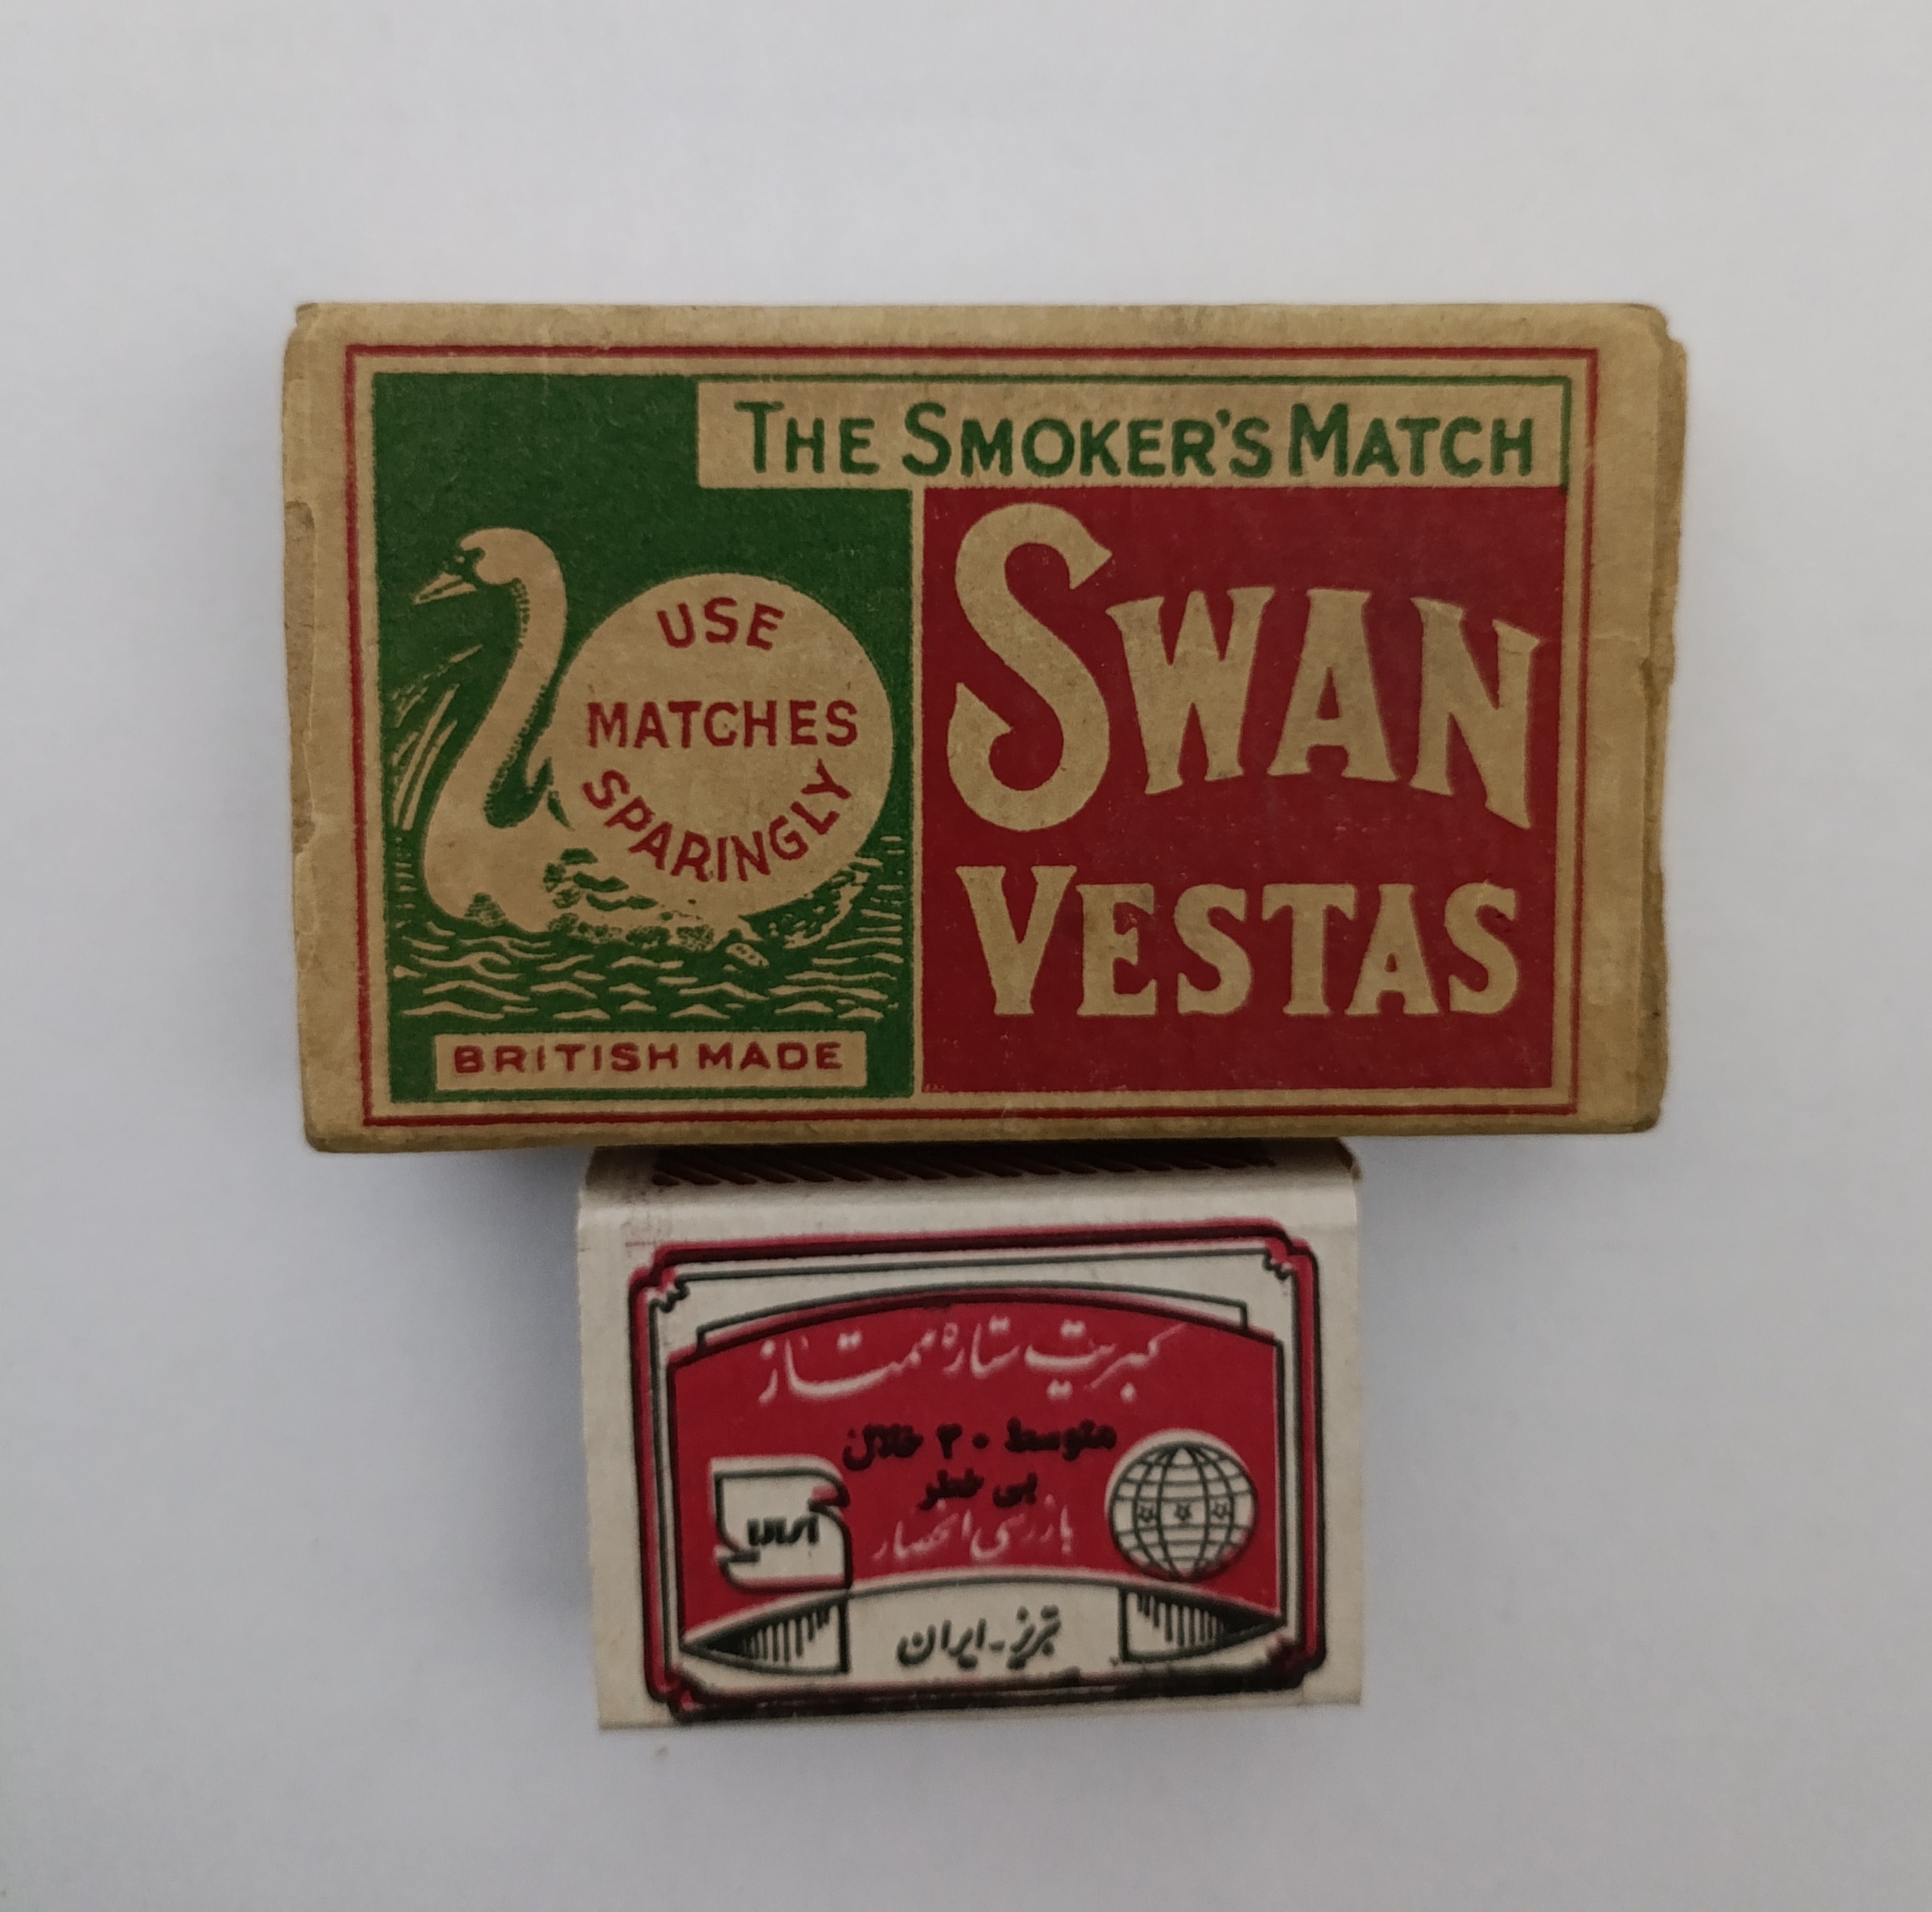 THE SMOKER'S MATCH
USE
MATCHES
SPARINGLY
SWAN
VESTAS
BRITISH MADE
کبریت ستاره ممتاز
متوسط ۴۰ خلال
بی خطر
بازرسی انحصار
تبریز - ایران